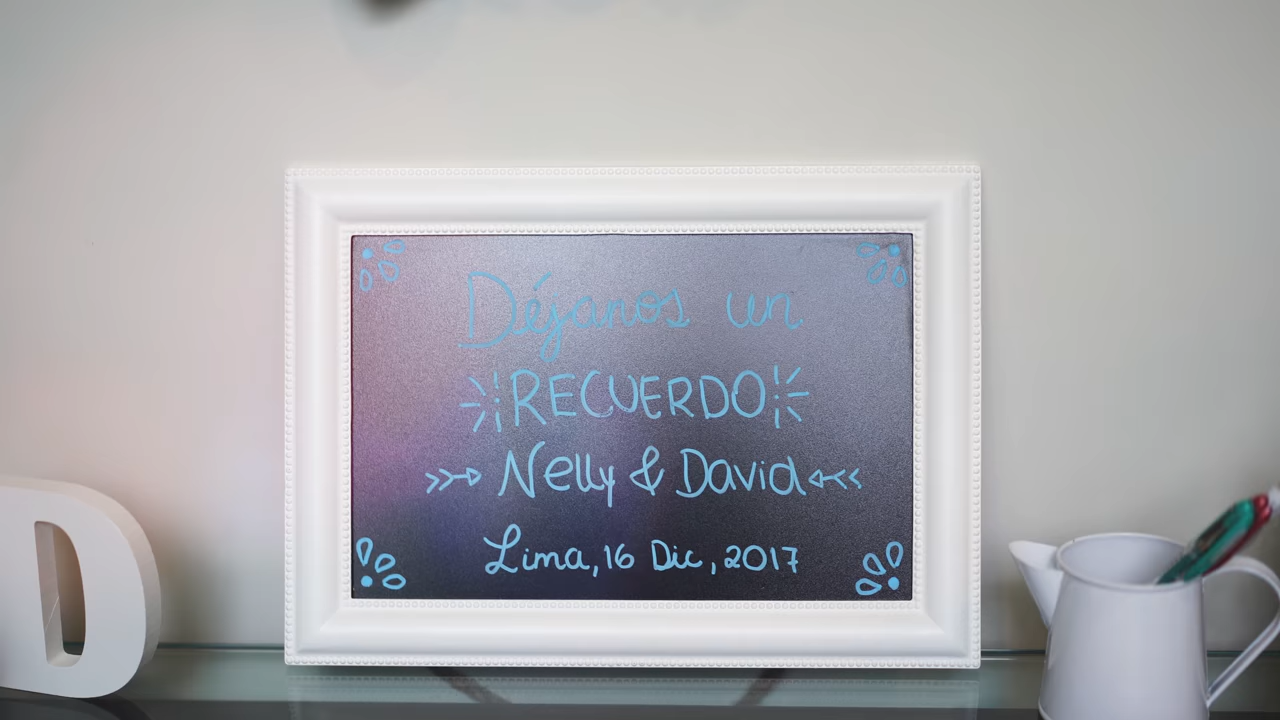 D
Déjanos un
RECUERDO
Nelly & David
Lima, 16 Dic, 2017